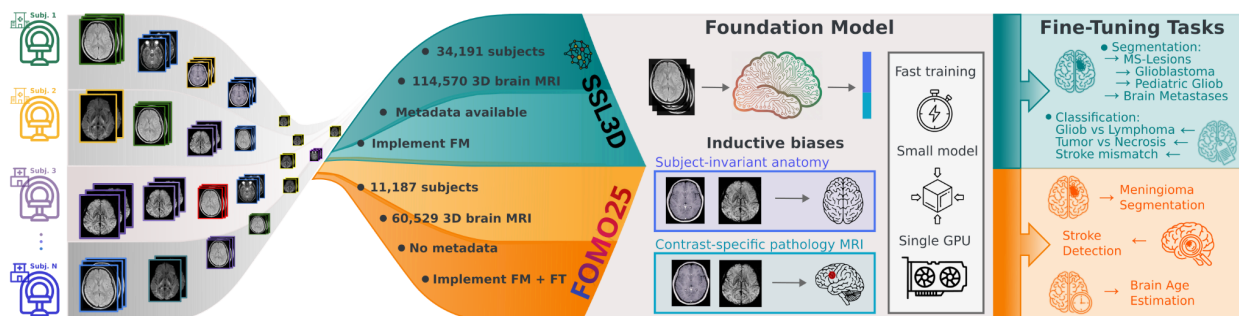 Subj. 1
Subj. 2
Subj. 3
Subj. N
● 34,191 subjects
● 114,570 3D brain MRI
● Metadata available
● Implement FM
SSL3D
● 11,187 subjects
● 60,529 3D brain MRI
● No metadata
● Implement FM + FT
FOMO25
Foundation Model
Inductive biases
Subject-invariant anatomy
Contrast-specific pathology MRI
Fast training
Small model
Single GPU
Fine-Tuning Tasks
● Segmentation:
→ MS-Lesions
→ Glioblastoma
→ Pediatric Gliob
→ Brain Metastases
● Classification:
Gliob vs Lymphoma ←
Tumor vs Necrosis ←
Stroke mismatch ←
→ Meningioma
Segmentation
Stroke ←
Detection
→ Brain Age
Estimation